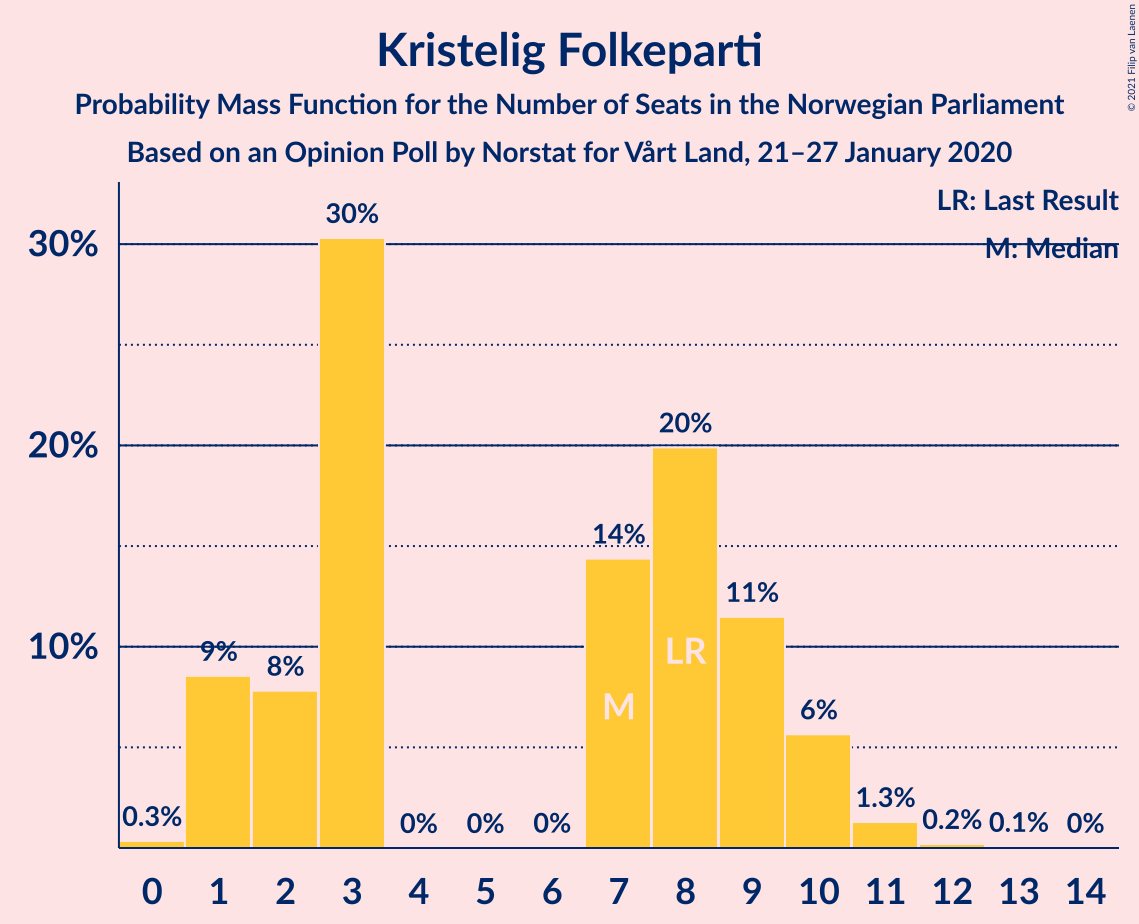 Kristelig Folkeparti
Probability Mass Function for the Number of Seats in the Norwegian Parliament
Based on an Opinion Poll by Norstat for Vårt Land, 21–27 January 2020
© 2021 Filip van Laenen
LR: Last Result
M: Median
30%
20%
10%
0.3%
9%
8%
30%
0%
0%
0%
14%
20%
11%
6%
1.3%
0.2%
0.1%
0%
M
LR
0 1 2 3 4 5 6 7 8 9 10 11 12 13 14